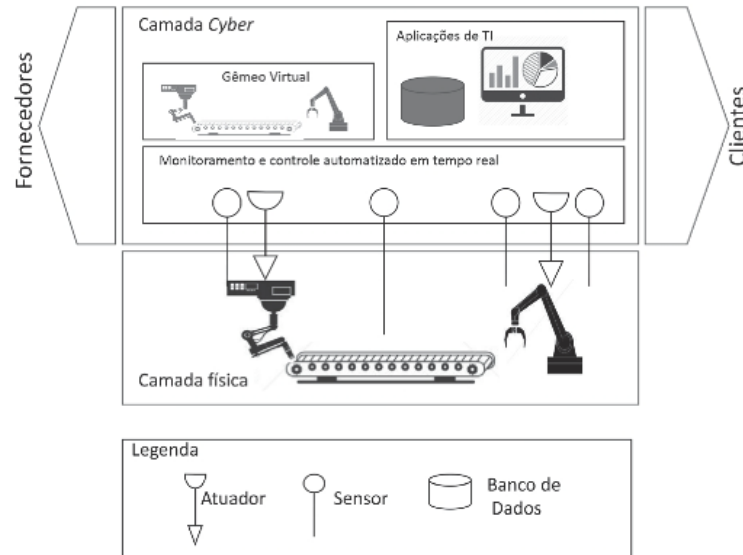 Fornecedores
Camada Cyber
Aplicações de TI
Gêmeo Virtual
Monitoramento e controle automatizado em tempo real
Clientes
Camada física
Legenda
Atuador
Sensor
Banco de
Dados